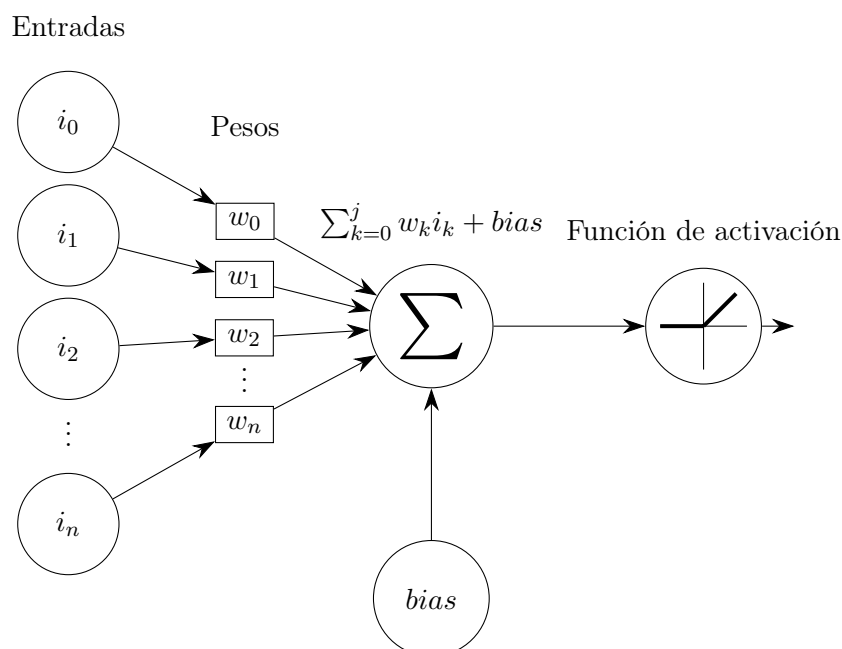 Entradas
i_0
Pesos
w_0
∑_{k=0}^{j} w_k i_k + bias
Función de activación
i_1
w_1
∑
i_2
w_2
⋮
w_n
⋮
i_n
bias